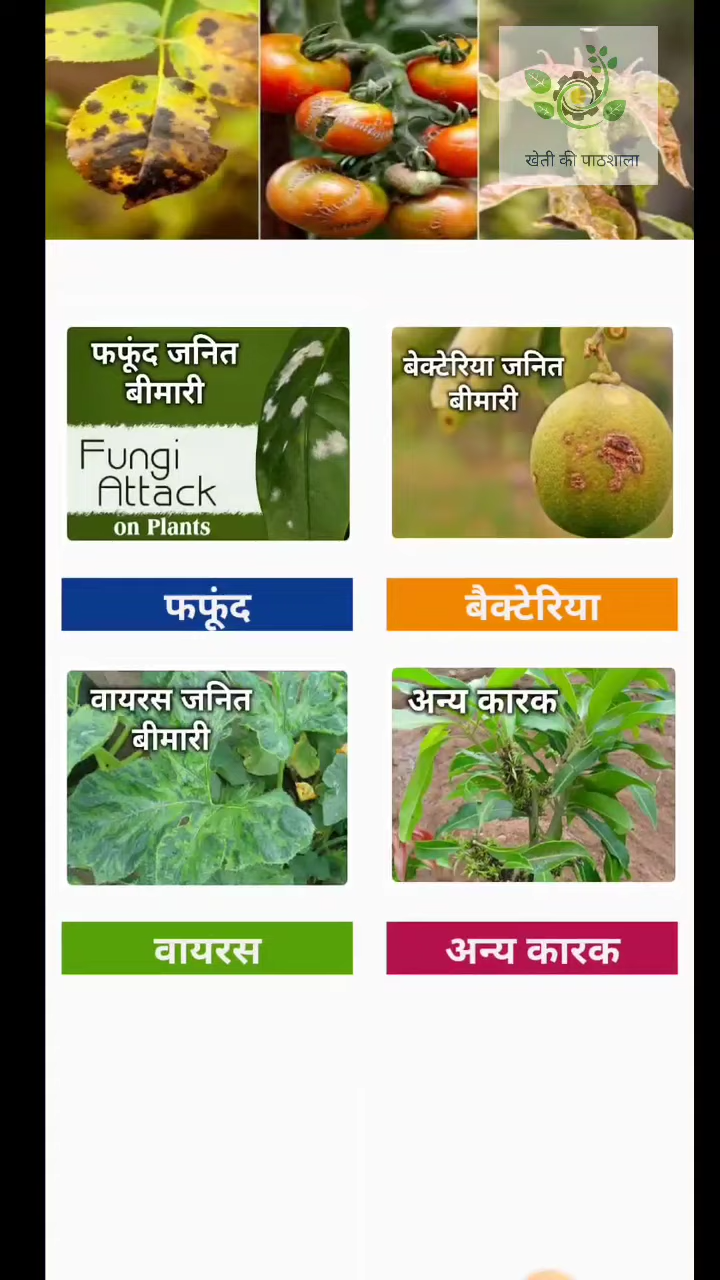 खेती की पाठशाला
फफूंद जनित
बीमारी
Fungi
Attack
on Plants
बेक्टेरिया जनित
बीमारी
फफूंद
बैक्टेरिया
वायरस जनित
बीमारी
अन्य कारक
वायरस
अन्य कारक